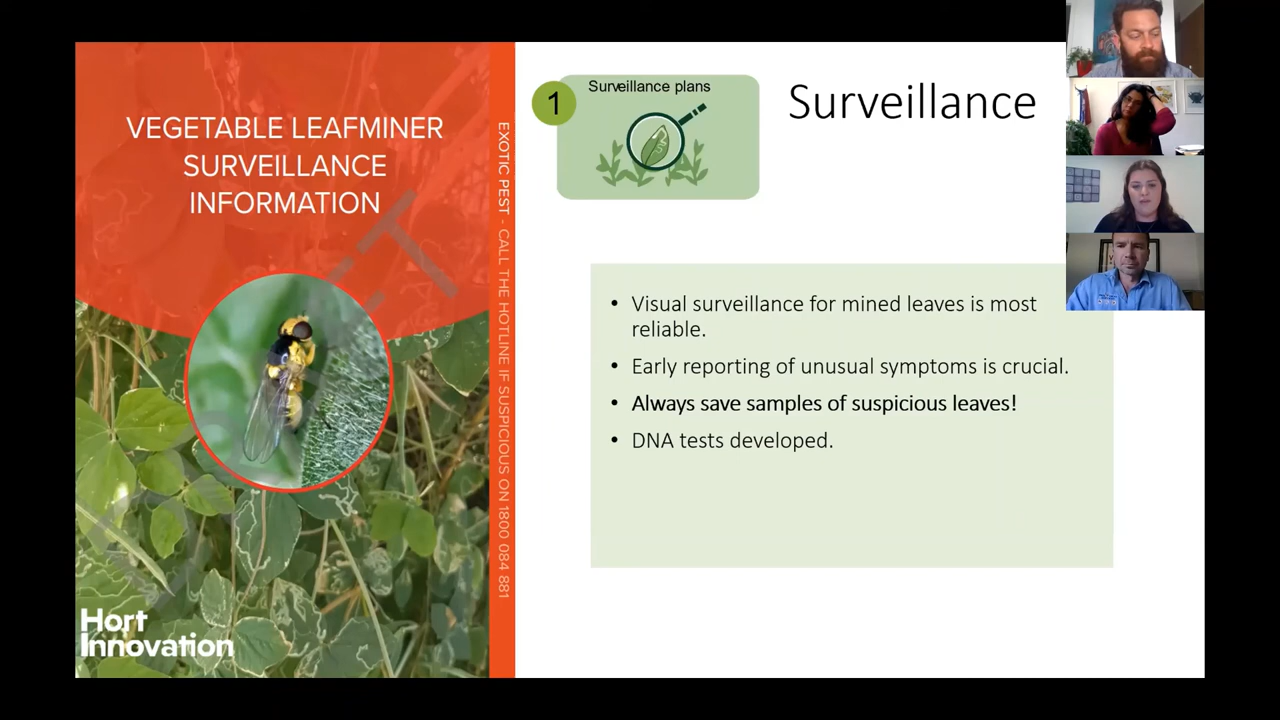 VEGETABLE LEAFMINER
SURVEILLANCE
INFORMATION
DRAFT
EXOTIC PEST - CALL THE HOTLINE IF SUSPICIOUS ON 1800 084 881
Hort
Innovation
1
Surveillance plans
Surveillance
• Visual surveillance for mined leaves is most
reliable.
• Early reporting of unusual symptoms is crucial.
• Always save samples of suspicious leaves!
• DNA tests developed.